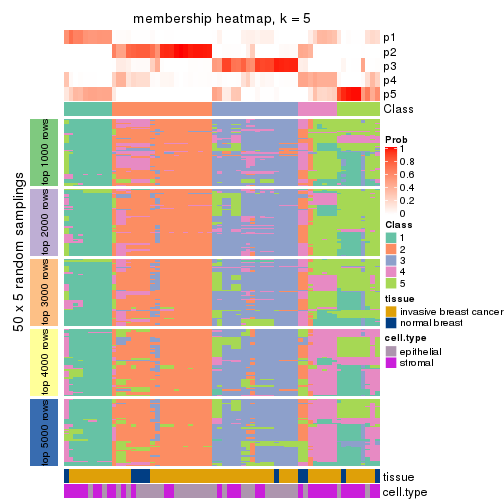 membership heatmap, k = 5
p1
p2
p3
p4
p5
Class
50 x 5 random samplings
top 1000 rows
top 2000 rows
top 3000 rows
top 4000 rows
top 5000 rows
tissue
cell.type
Prob
1
0.8
0.6
0.4
0.2
0
Class
1
2
3
4
5
tissue
invasive breast cancer
normal breast
cell.type
epithelial
stromal